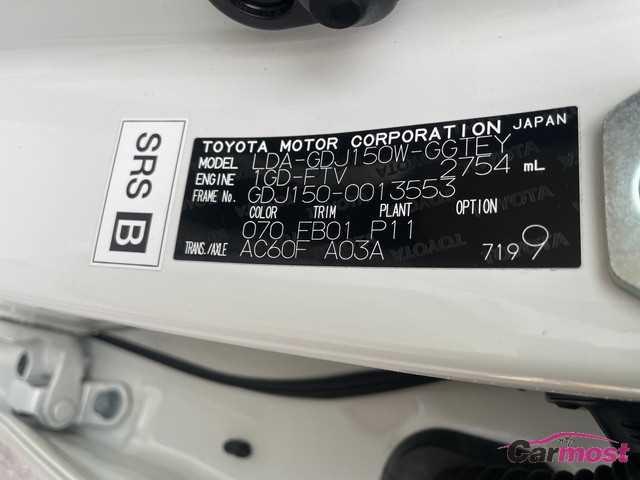 SRS B
TOYOTA MOTOR CORPORATION JAPAN
MODEL LDA-GDJ150W-GGTEY
ENGINE 1GD-FTV 2754 mL
FRAME No. GDJ150-0013553
COLOR TRIM PLANT OPTION
070 FB01 P11
TRANS./AXLE AC60F A03A 7199
Carmost